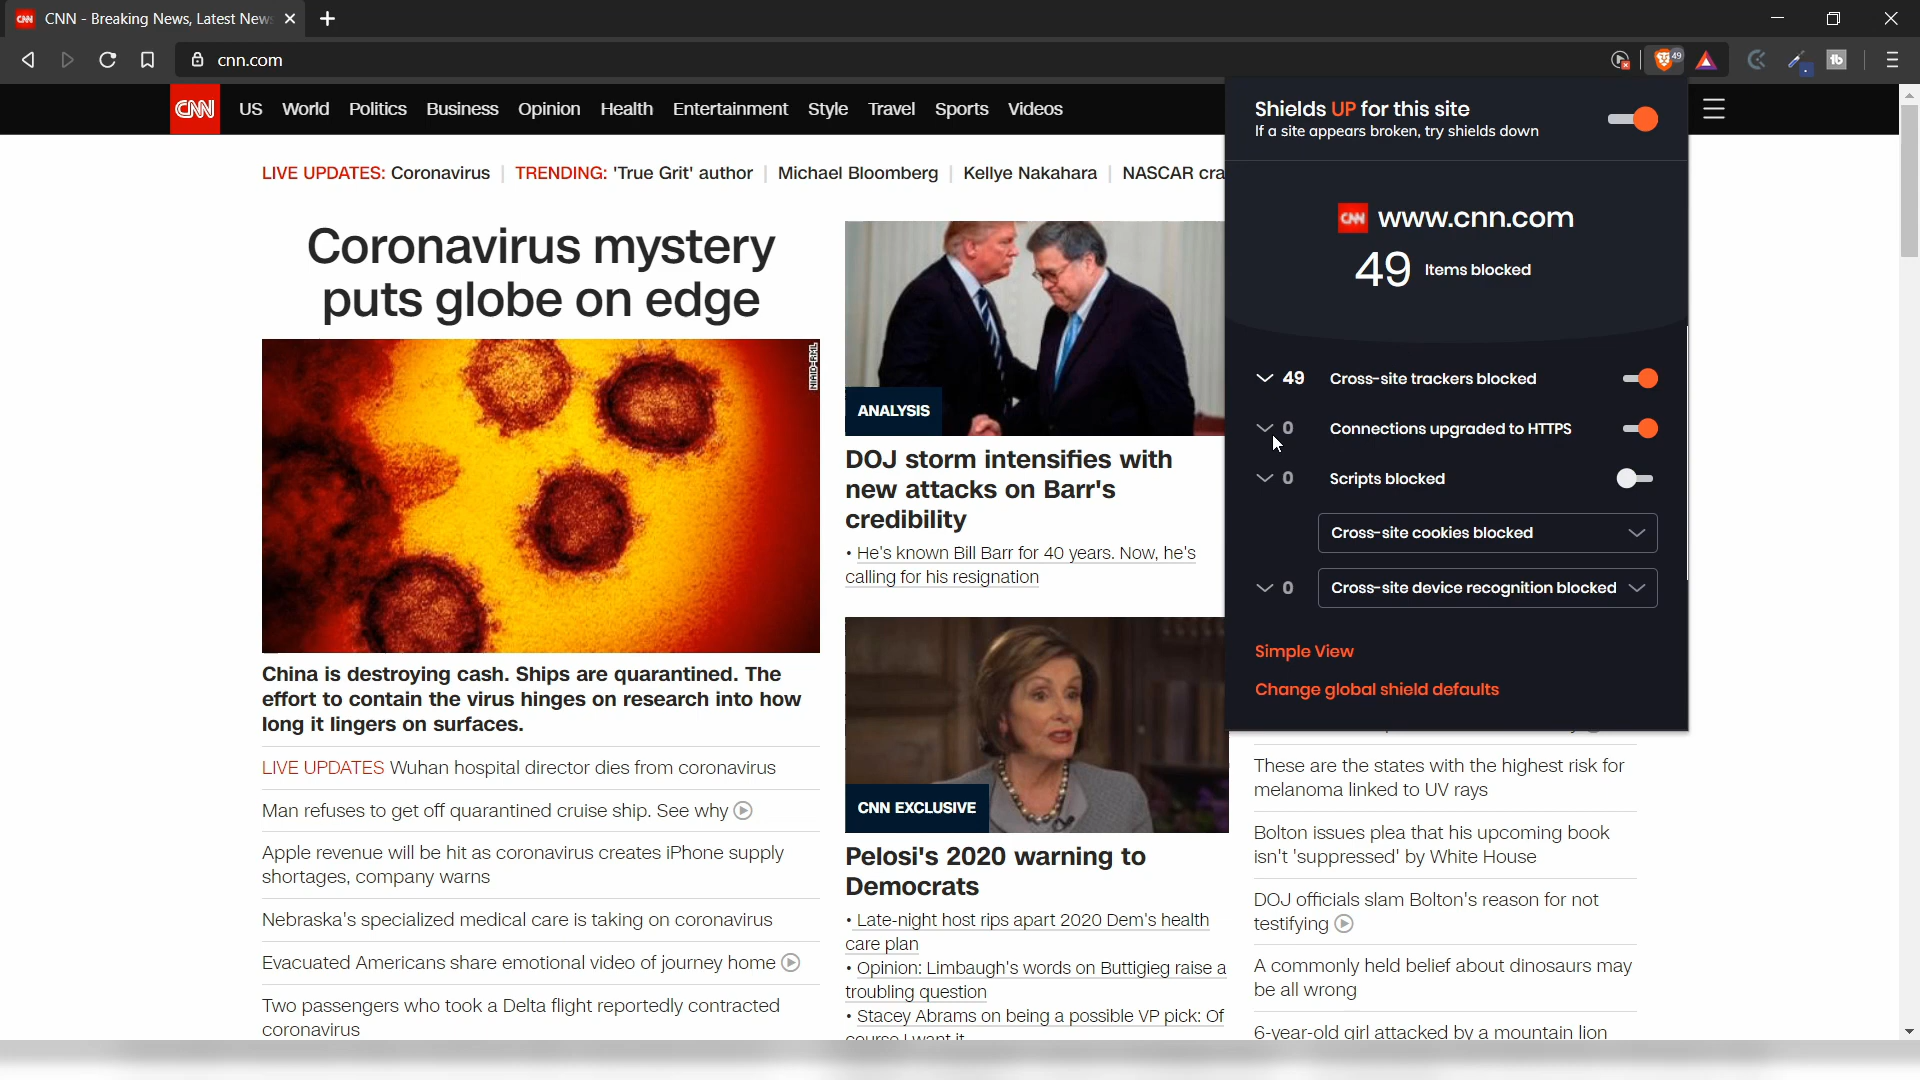 CNN CNN - Breaking News, Latest News
cnn.com
49
tb
CNN US World Politics Business Opinion Health Entertainment Style Travel Sports Videos
LIVE UPDATES: Coronavirus TRENDING: 'True Grit' author Michael Bloomberg Kellye Nakahara NASCAR cra
Coronavirus mystery
puts globe on edge
NIAID-RML
China is destroying cash. Ships are quarantined. The
effort to contain the virus hinges on research into how
long it lingers on surfaces.
LIVE UPDATES Wuhan hospital director dies from coronavirus
Man refuses to get off quarantined cruise ship. See why
Apple revenue will be hit as coronavirus creates iPhone supply
shortages, company warns
Nebraska's specialized medical care is taking on coronavirus
Evacuated Americans share emotional video of journey home
Two passengers who took a Delta flight reportedly contracted
coronavirus
ANALYSIS
DOJ storm intensifies with
new attacks on Barr's
credibility
• He's known Bill Barr for 40 years. Now, he's
calling for his resignation
CNN EXCLUSIVE
Pelosi's 2020 warning to
Democrats
• Late-night host rips apart 2020 Dem's health
care plan
• Opinion: Limbaugh's words on Buttigieg raise a
troubling question
• Stacey Abrams on being a possible VP pick: Of
course I want it
Shields UP for this site
If a site appears broken, try shields down
CNN www.cnn.com
49 Items blocked
49 Cross-site trackers blocked
0 Connections upgraded to HTTPS
0 Scripts blocked
Cross-site cookies blocked
0 Cross-site device recognition blocked
Simple View
Change global shield defaults
These are the states with the highest risk for
melanoma linked to UV rays
Bolton issues plea that his upcoming book
isn't 'suppressed' by White House
DOJ officials slam Bolton's reason for not
testifying
A commonly held belief about dinosaurs may
be all wrong
6-year-old girl attacked by a mountain lion